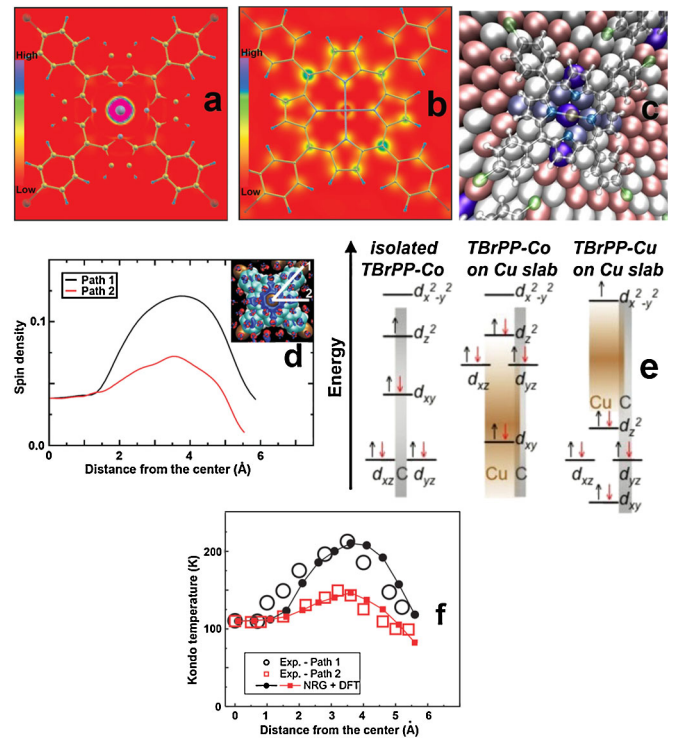 High
Low
a
High
Low
b
c
Spin density
0.1
0.0
Path 1
Path 2
1
2
d
0 2 4 6
Distance from the center (Å)
Energy
isolated
TBrPP-Co
d_x²-y²
d_z²
d_xy
d_xz C d_yz
TBrPP-Co
on Cu slab
d_x²-y²
d_z²
d_xz d_yz
d_xy
Cu C
TBrPP-Cu
on Cu slab
d_x²-y²
Cu C
d_z²
d_xz d_yz
d_xy
e
Kondo temperature (K)
200
100
0
f
Exp. - Path 1
Exp. - Path 2
NRG + DFT
0 1 2 3 4 5 6
Distance from the center (Å)